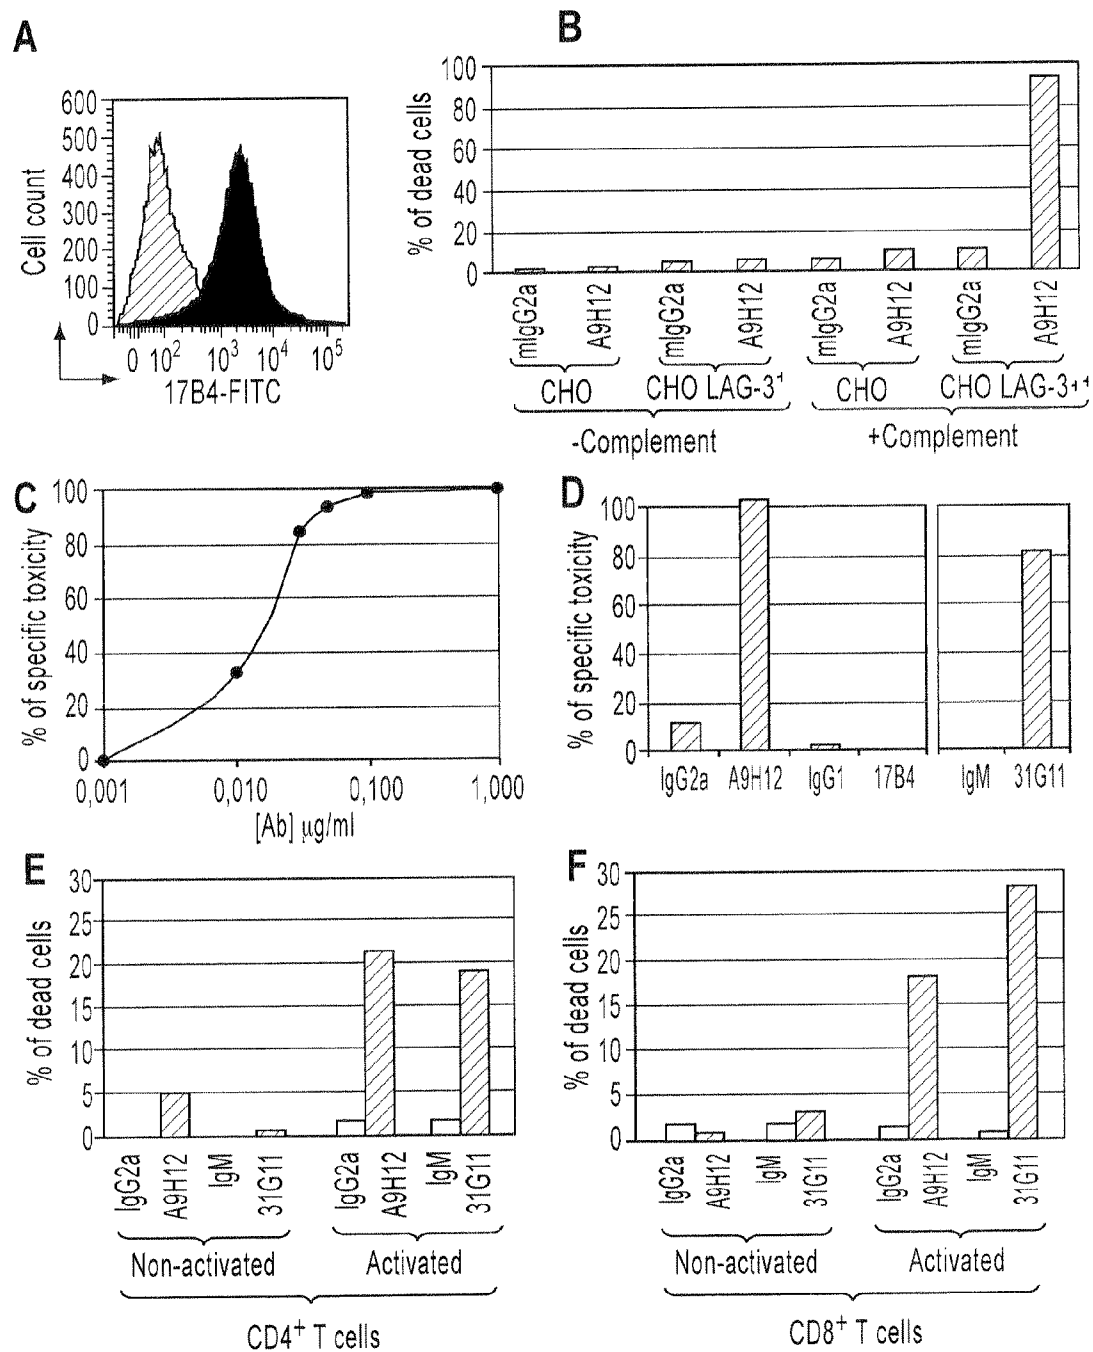 A
Cell count
600
500
400
300
200
100
0
0 10² 10³ 10⁴ 10⁵
17B4-FITC
B
% of dead cells
100
80
60
40
20
0
mIgG2a A9H12 mIgG2a A9H12 mIgG2a A9H12 mIgG2a A9H12
CHO CHO LAG-3⁺ CHO CHO LAG-3⁺⁺
-Complement +Complement
C
% of specific toxicity
100
80
60
40
20
0
0,001 0,010 0,100 1,000
[Ab] µg/ml
D
% of specific toxicity
100
80
60
40
20
0
IgG2a A9H12 IgG1 17B4 IgM 31G11
E
% of dead cells
30
25
20
15
10
5
0
IgG2a A9H12 IgM 31G11 IgG2a A9H12 IgM 31G11
Non-activated Activated
CD4⁺ T cells
F
% of dead cells
30
25
20
15
10
5
0
IgG2a A9H12 IgM 31G11 IgG2a A9H12 IgM 31G11
Non-activated Activated
CD8⁺ T cells